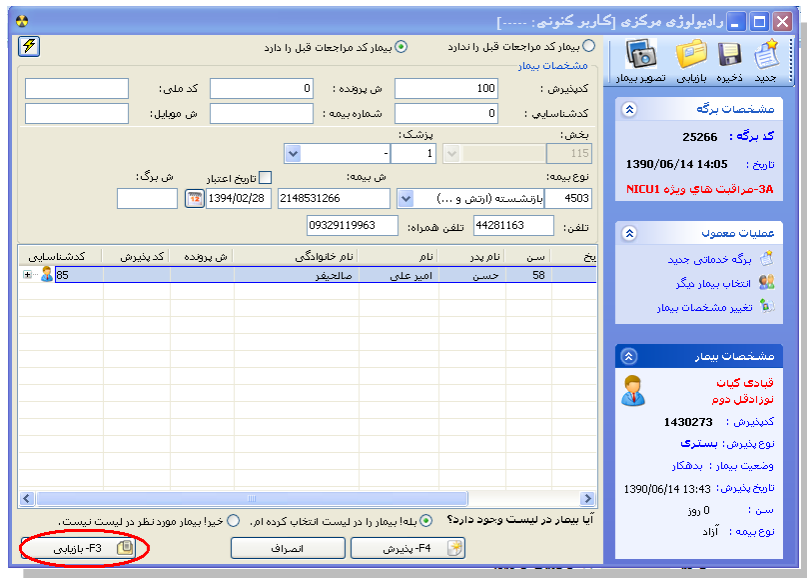 رادیولوژی مرکزی [کاربر کنونی: -----]
جدید
ذخیره
بازیابی
تصویر بیمار
بیمار کد مراجعات قبل را ندارد
بیمار کد مراجعات قبل را دارد
مشخصات بیمار
کدپذیرش : 100
ش پرونده : 0
کد ملی:
کدشناسایی : 0
شماره بیمه :
ش موبایل:
بخش:
پزشک:
115
1
-
نوع بیمه:
ش بیمه:
تاریخ اعتبار
ش برگ:
4503
بازنشسته (ارتش و ...)
2148531266
1394/02/28
12
تلفن: 44281163
تلفن همراه: 09329119963
یخ
سن
نام پدر
نام
نام خانوادگی
ش پرونده
کد پذیرش
کدشناسایی
58
حسن
امیر علی
صالحیفر
85
آیا بیمار در لیست وجود دارد؟
بله! بیمار را در لیست انتخاب کرده ام.
خیر! بیمار مورد نظر در لیست نیست.
F4- پذیرش
انصراف
F3- بازیابی
مشخصات برگه
کد برگه : 25266
تاریخ : 1390/06/14 14:05
3A-مراقبت های ویژه NICU1
عملیات معمول
برگه خدماتی جدید
انتخاب بیمار دیگر
تغییر مشخصات بیمار
مشخصات بیمار
قبادی کیان
نوزادقل دوم
کدپذیرش : 1430273
نوع پذیرش: بستری
وضعیت بیمار : بدهکار
تاریخ پذیرش: 1390/06/14 13:43
سن : 0 روز
نوع بیمه : آزاد